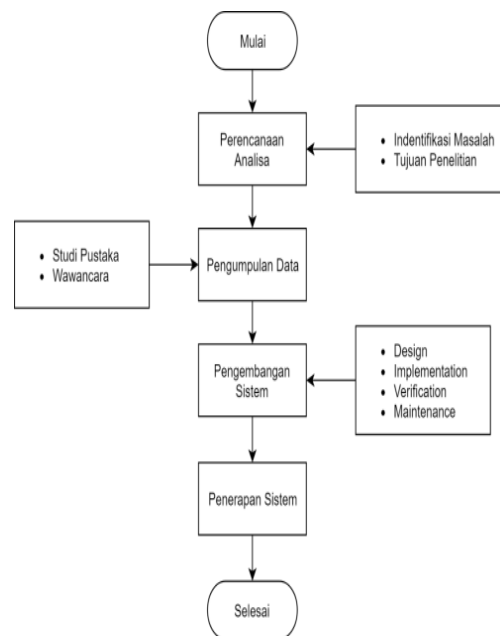 Mulai
Perencanaan
Analisa
• Indentifikasi Masalah
• Tujuan Penelitian
• Studi Pustaka
• Wawancara
Pengumpulan Data
Pengembangan
Sistem
• Design
• Implementation
• Verification
• Maintenance
Penerapan Sistem
Selesai